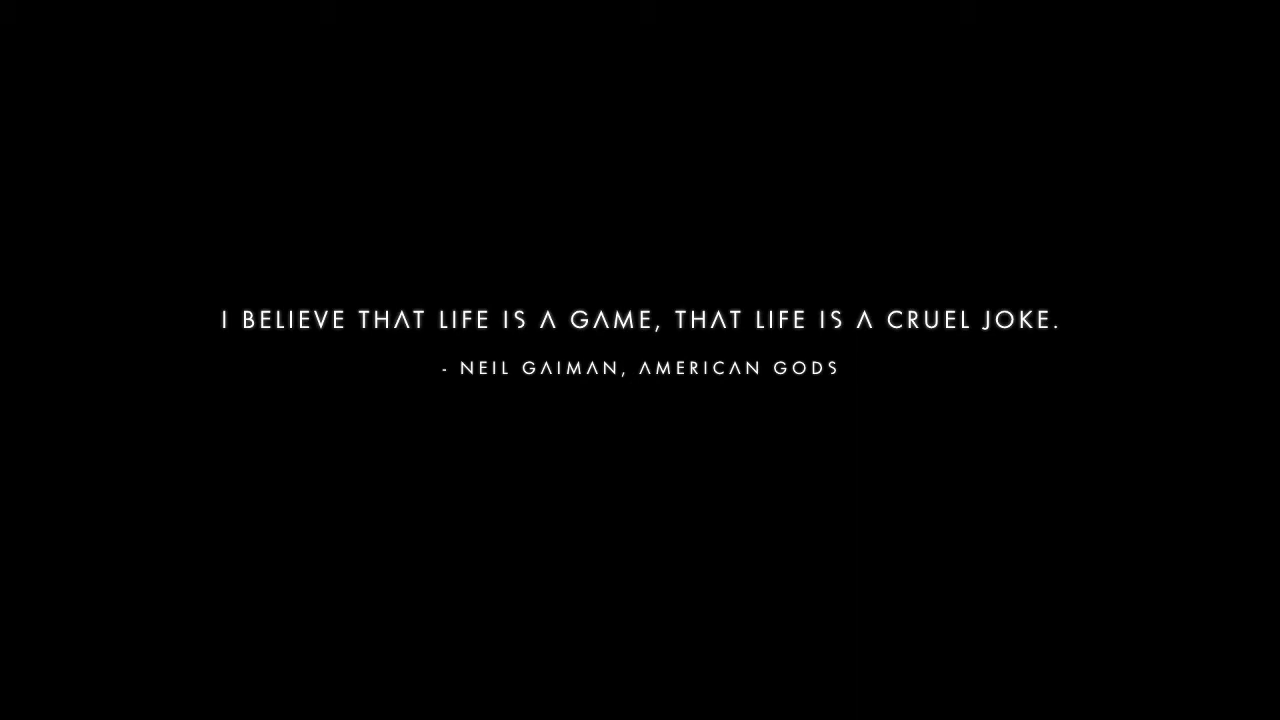 I BELIEVE THAT LIFE IS A GAME, THAT LIFE IS A CRUEL JOKE.
- NEIL GAIMAN, AMERICAN GODS